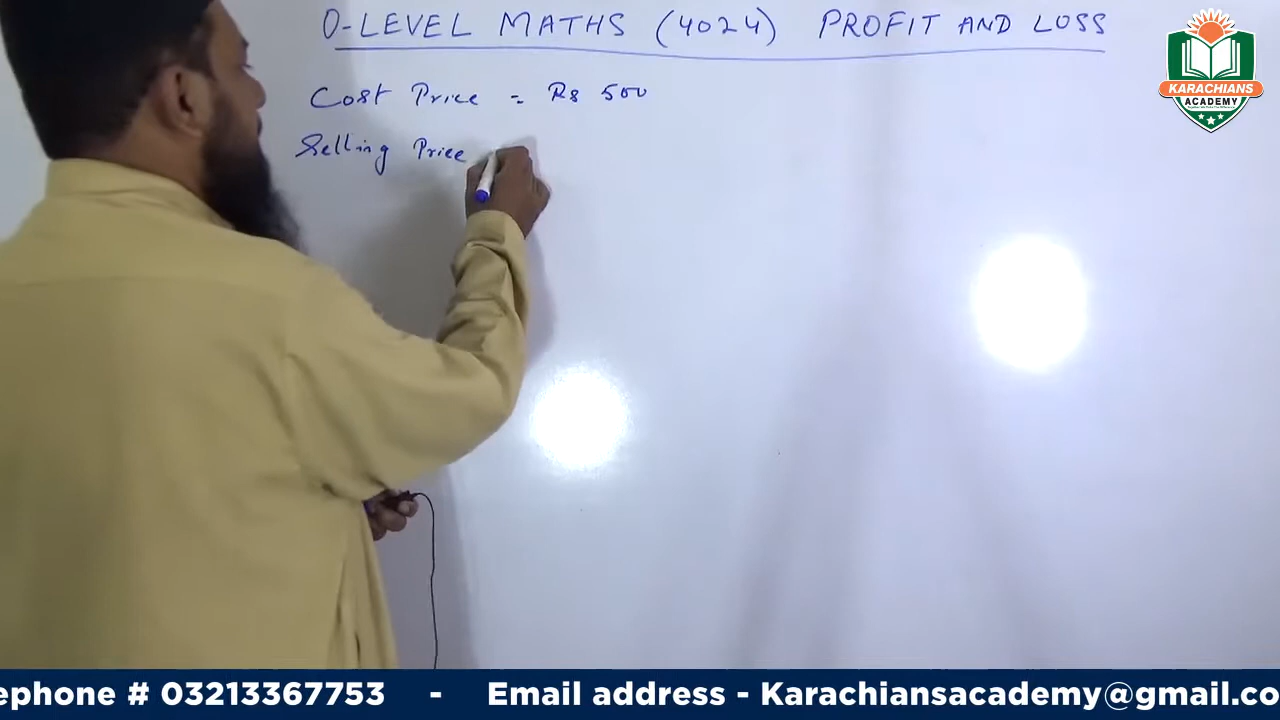 O-LEVEL MATHS (4024) PROFIT AND LOSS
Cost Price = Rs 500
Selling Price
KARACHIANS
ACADEMY
ephone # 03213367753 - Email address - Karachiansacademy@gmail.co